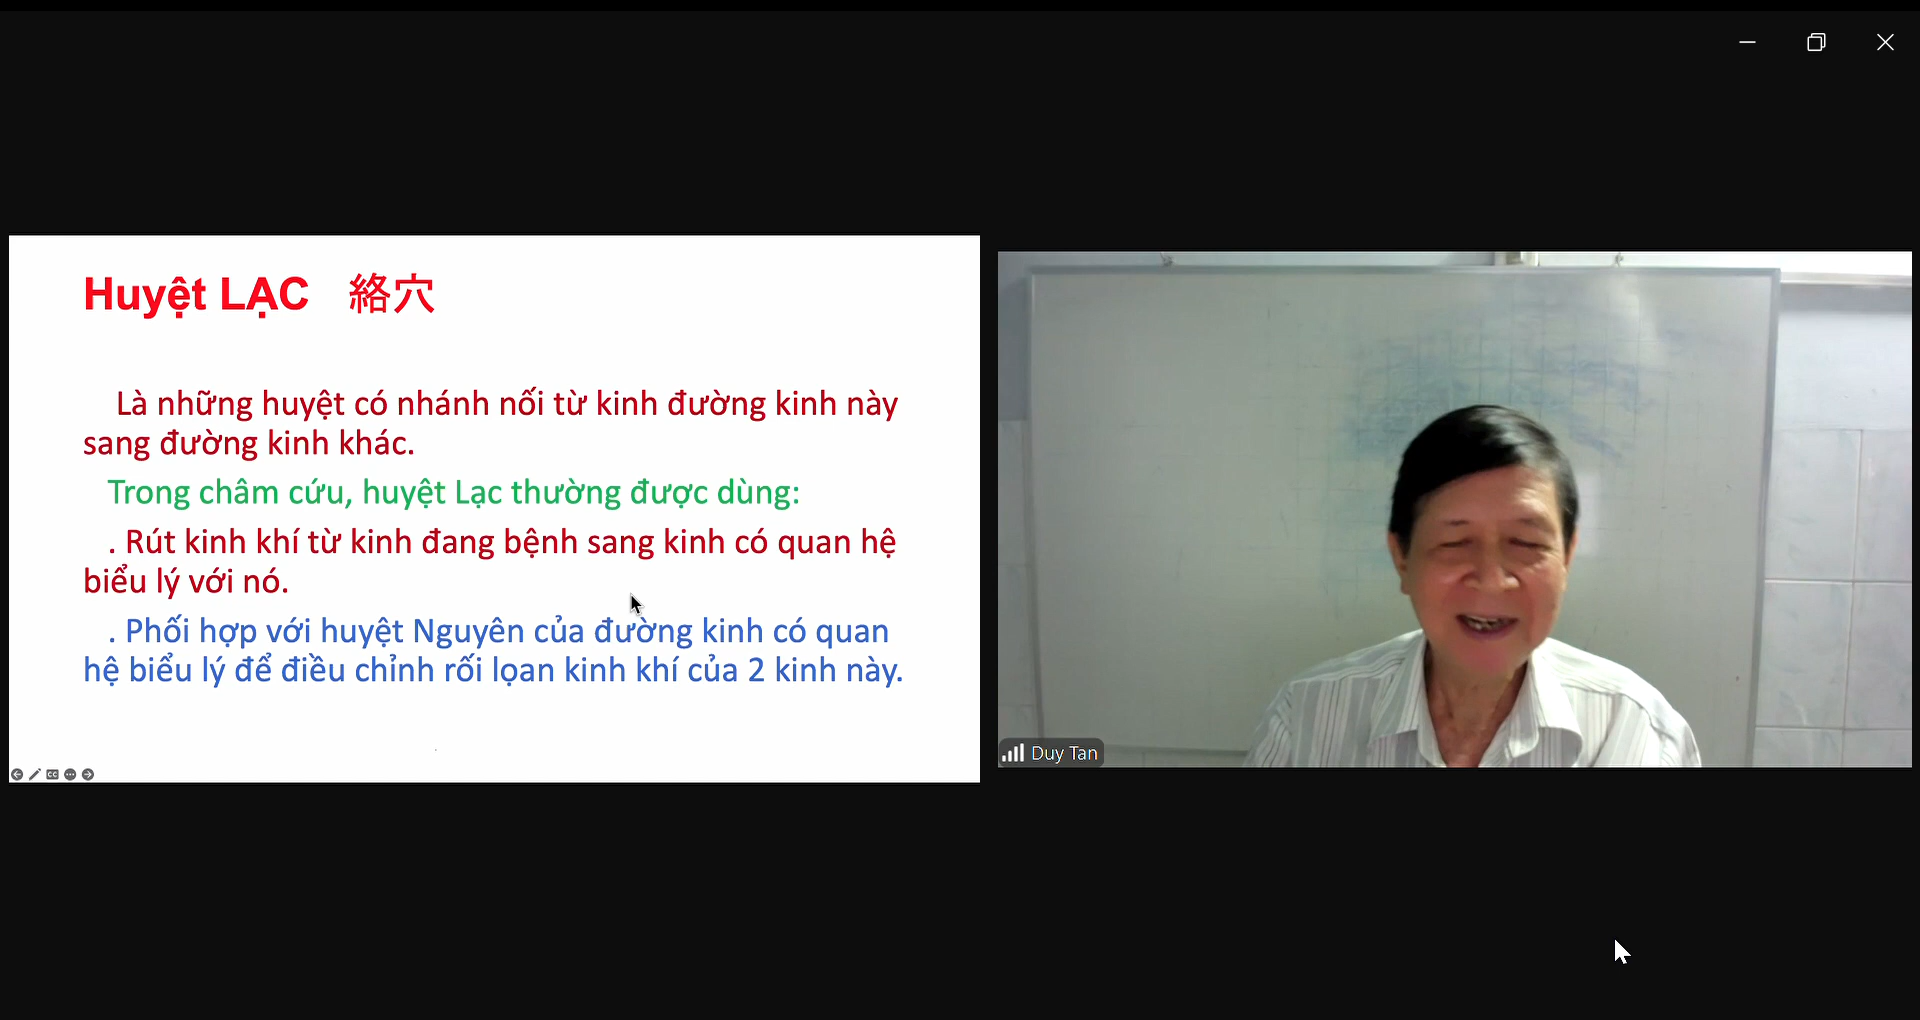 Huyệt LẠC 絡穴
Là những huyệt có nhánh nối từ kinh đường kinh này
sang đường kinh khác.
Trong châm cứu, huyệt Lạc thường được dùng:
. Rút kinh khí từ kinh đang bệnh sang kinh có quan hệ
biểu lý với nó.
. Phối hợp với huyệt Nguyên của đường kinh có quan
hệ biểu lý để điều chỉnh rối lọan kinh khí của 2 kinh này.
CC
Duy Tan